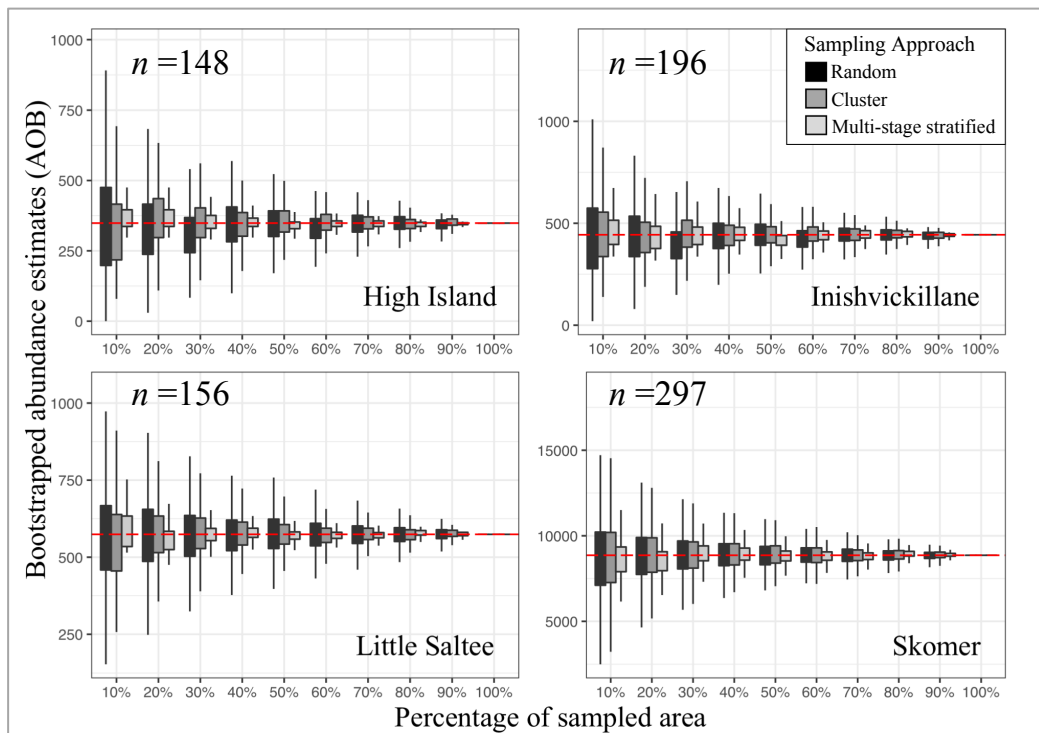 Bootstrapped abundance estimates (AOB)
n =148
1000
750
500
250
0
High Island
10% 20% 30% 40% 50% 60% 70% 80% 90% 100%
n =196
Sampling Approach
Random
Cluster
Multi-stage stratified
1000
500
0
Inishvickillane
10% 20% 30% 40% 50% 60% 70% 80% 90% 100%
n =156
1000
750
500
250
Little Saltee
10% 20% 30% 40% 50% 60% 70% 80% 90% 100%
n =297
15000
10000
5000
Skomer
10% 20% 30% 40% 50% 60% 70% 80% 90% 100%
Percentage of sampled area